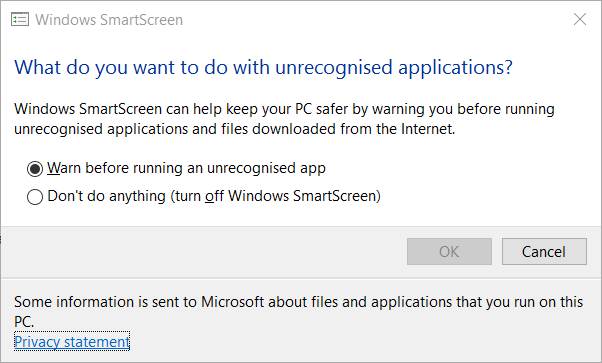 Windows SmartScreen
What do you want to do with unrecognised applications?
Windows SmartScreen can help keep your PC safer by warning you before running
unrecognised applications and files downloaded from the Internet.
Warn before running an unrecognised app
Don't do anything (turn off Windows SmartScreen)
OK Cancel
Some information is sent to Microsoft about files and applications that you run on this
PC.
Privacy statement